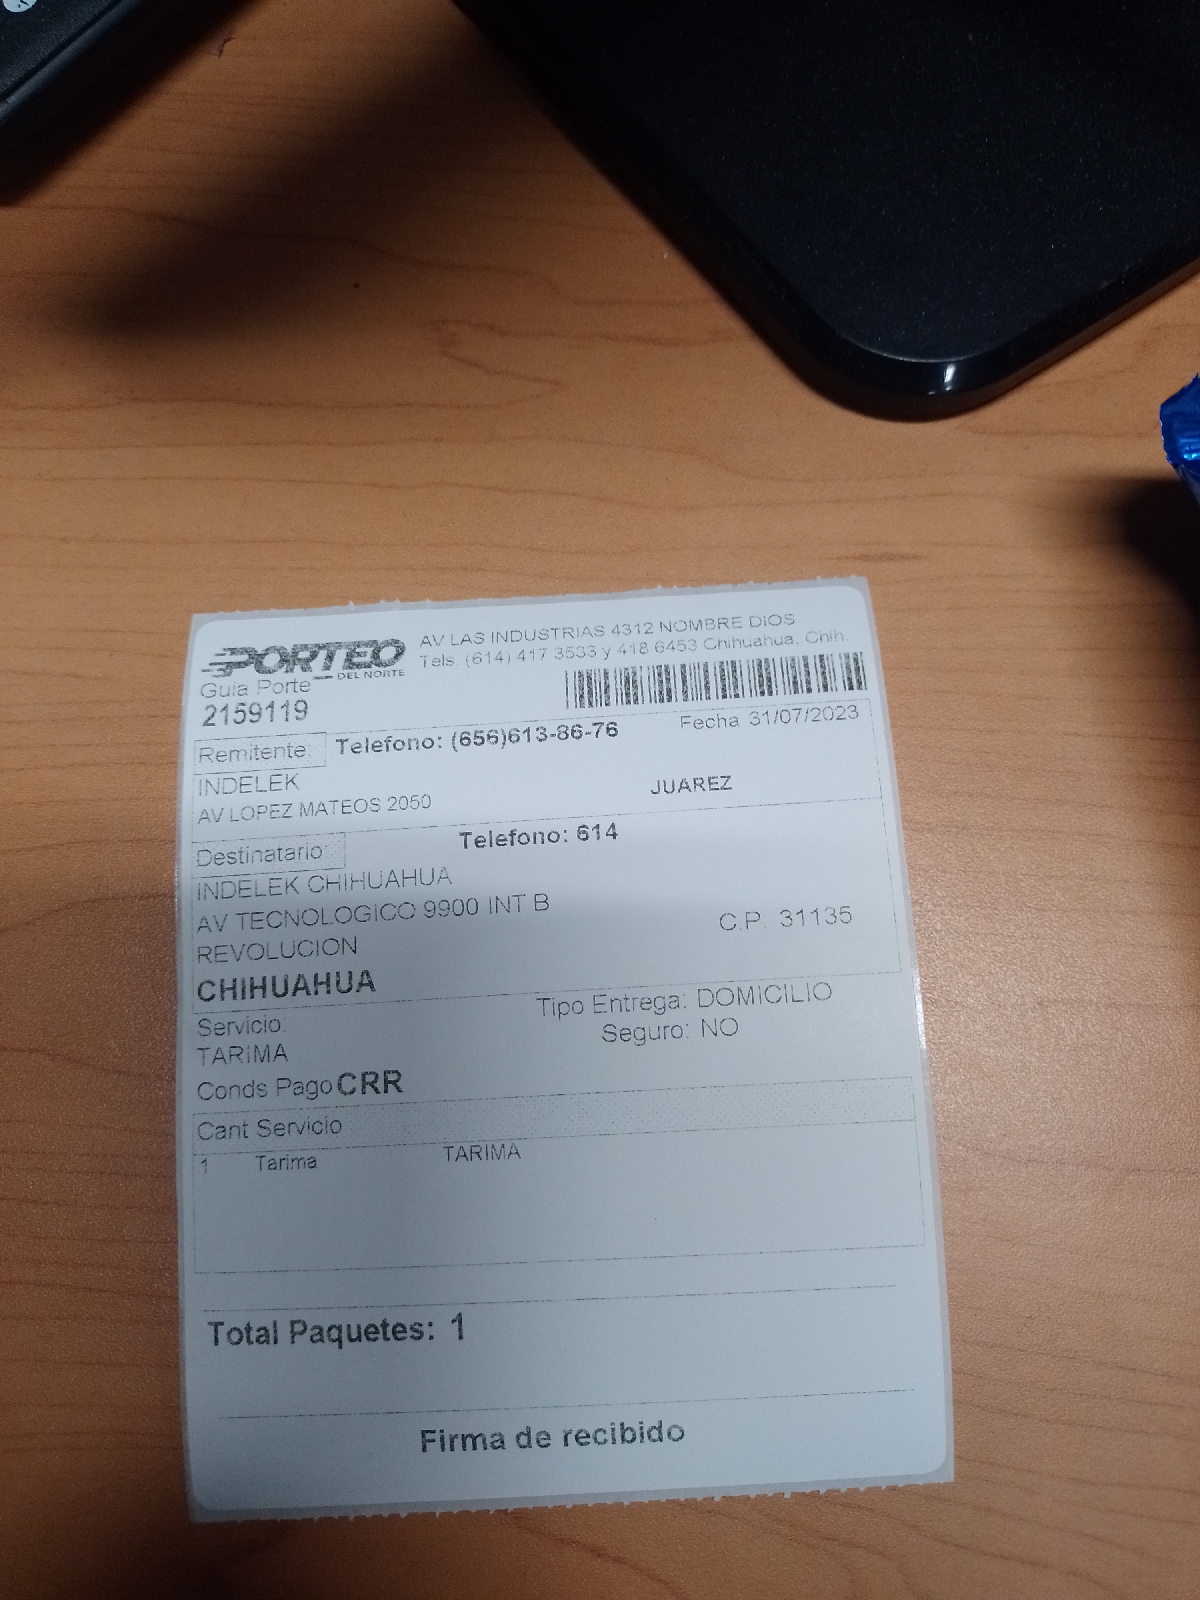 PORTEO
DEL NORTE
AV LAS INDUSTRIAS 4312 NOMBRE DIOS
Tels. (614) 417 3533 y 418 6453 Chihuahua, Chih.
Guia Porte
2159119
Remitente: Telefono: (656)613-86-76 Fecha 31/07/2023
INDELEK
AV LOPEZ MATEOS 2050 JUAREZ
Destinatario: Telefono: 614
INDELEK CHIHUAHUA
AV TECNOLOGICO 9900 INT B
REVOLUCION C.P. 31135
CHIHUAHUA
Servicio: Tipo Entrega: DOMICILIO
TARIMA Seguro: NO
Conds Pago CRR
Cant Servicio
1 Tarima TARIMA
Total Paquetes: 1
Firma de recibido